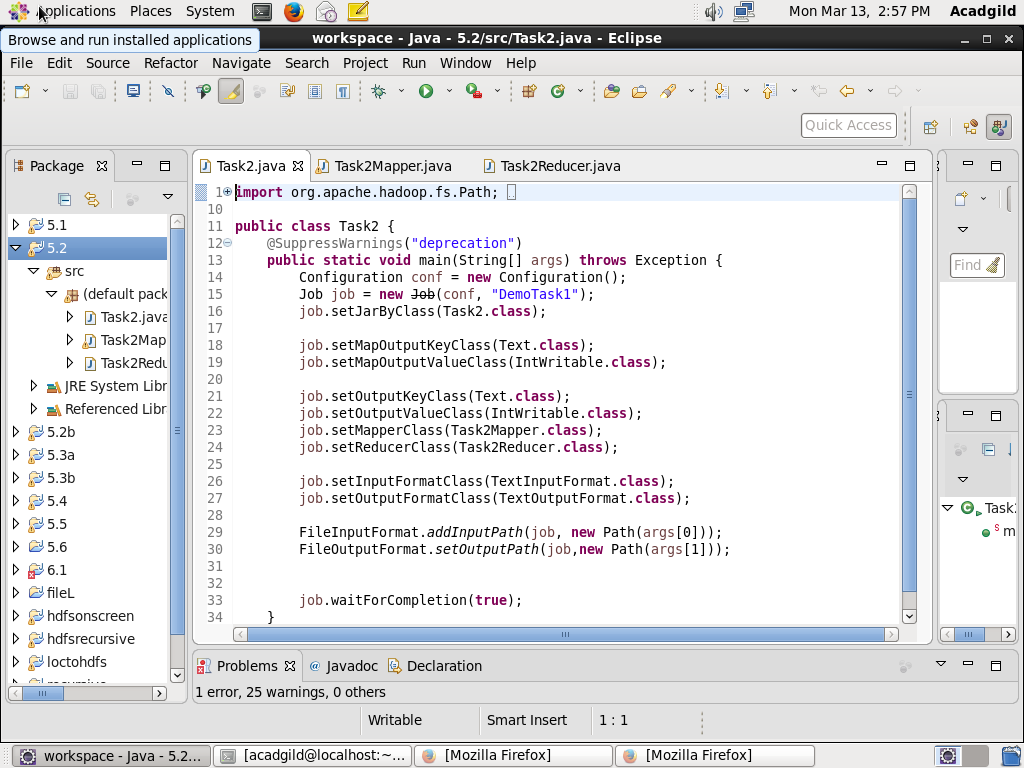 Applications Places System Mon Mar 13, 2:57 PM Acadgild
Browse and run installed applications
workspace - Java - 5.2/src/Task2.java - Eclipse
File Edit Source Refactor Navigate Search Project Run Window Help
Quick Access
Package
5.1
5.2
src
(default pack
Task2.java
Task2Map
Task2Redu
JRE System Libr
Referenced Libr
5.2b
5.3a
5.3b
5.4
5.5
5.6
6.1
fileL
hdfsonscreen
hdfsrecursive
loctohdfs
Task2.java Task2Mapper.java Task2Reducer.java
1 import org.apache.hadoop.fs.Path;
10
11 public class Task2 {
12 @SuppressWarnings("deprecation")
13 public static void main(String[] args) throws Exception {
14 Configuration conf = new Configuration();
15 Job job = new Job(conf, "DemoTask1");
16 job.setJarByClass(Task2.class);
17
18 job.setMapOutputKeyClass(Text.class);
19 job.setMapOutputValueClass(IntWritable.class);
20
21 job.setOutputKeyClass(Text.class);
22 job.setOutputValueClass(IntWritable.class);
23 job.setMapperClass(Task2Mapper.class);
24 job.setReducerClass(Task2Reducer.class);
25
26 job.setInputFormatClass(TextInputFormat.class);
27 job.setOutputFormatClass(TextOutputFormat.class);
28
29 FileInputFormat.addInputPath(job, new Path(args[0]));
30 FileOutputFormat.setOutputPath(job,new Path(args[1]));
31
32
33 job.waitForCompletion(true);
34 }
Find
Task2
S m
Problems @ Javadoc Declaration
1 error, 25 warnings, 0 others
Writable Smart Insert 1 : 1
workspace - Java - 5.2... [acadgild@localhost:~... [Mozilla Firefox] [Mozilla Firefox]